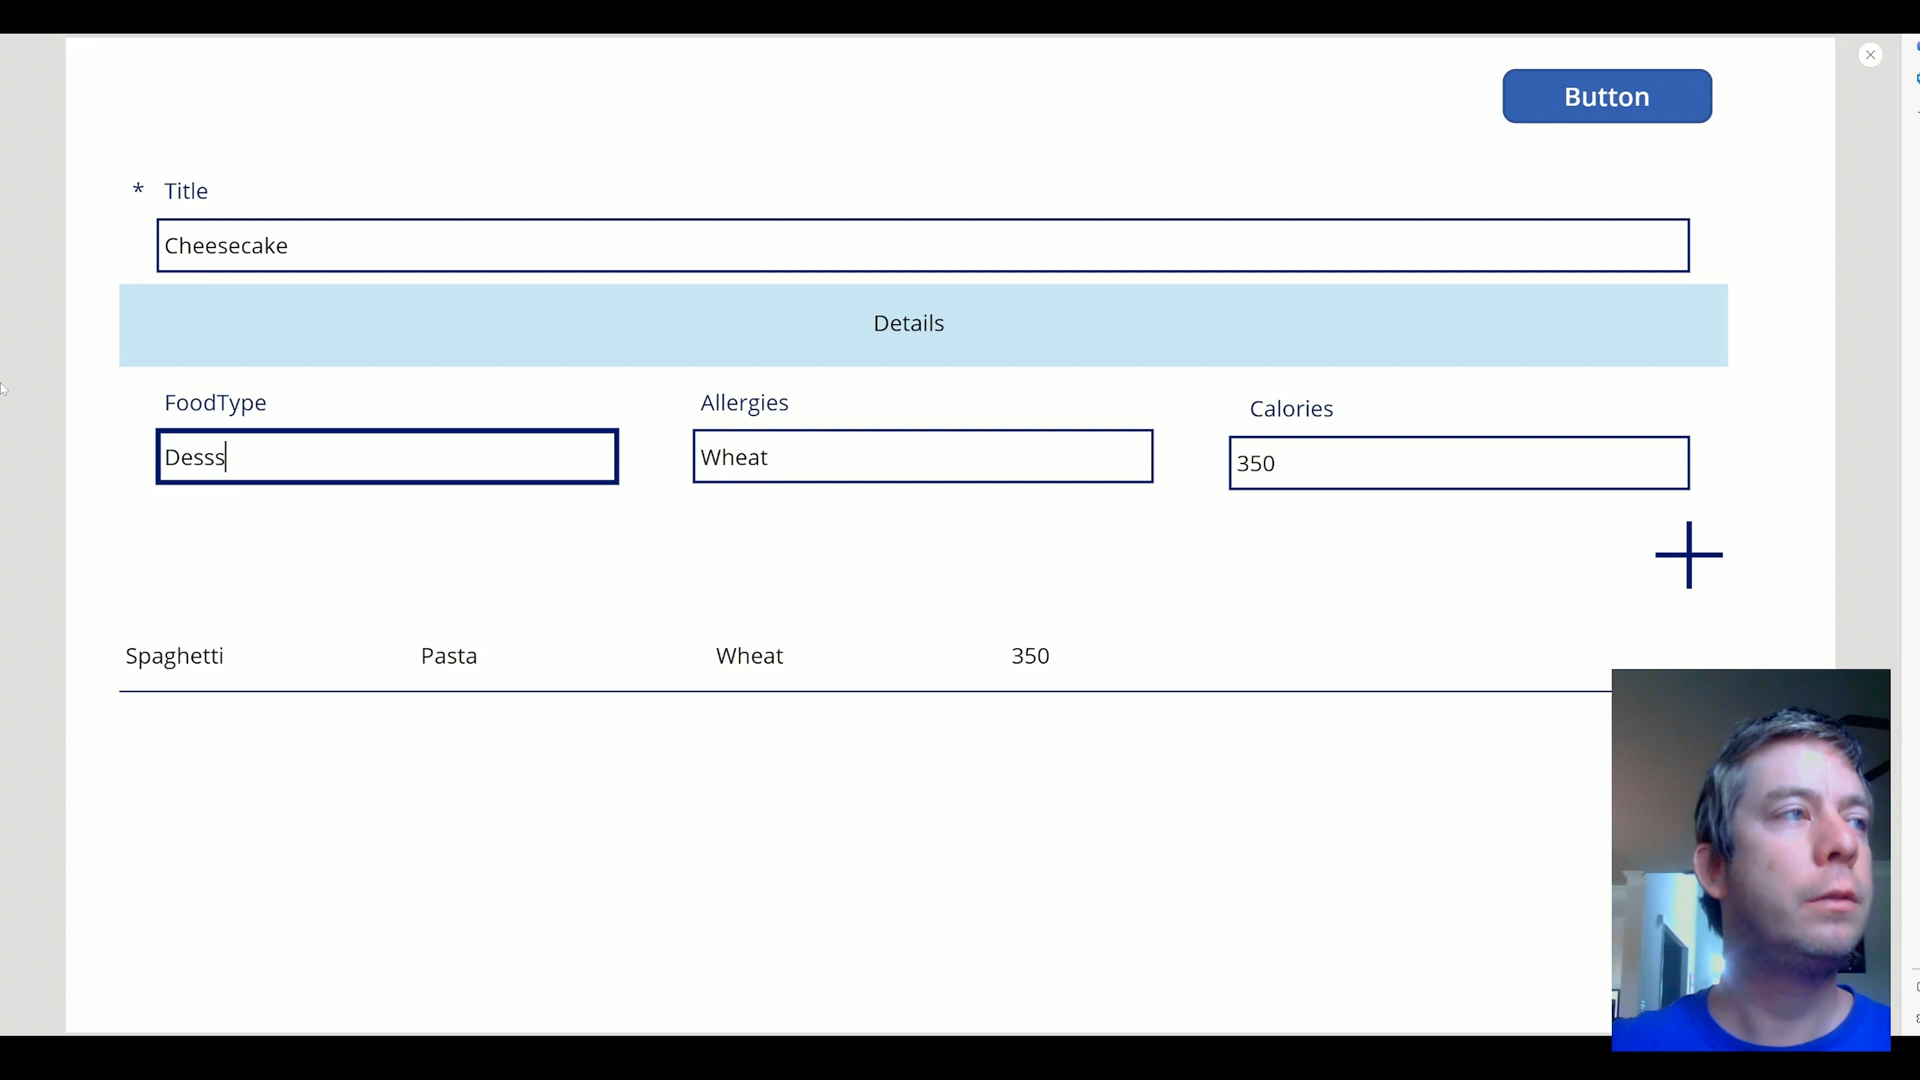 Button
* Title
Cheesecake
Details
FoodType Allergies Calories
Desss Wheat 350
Spaghetti Pasta Wheat 350